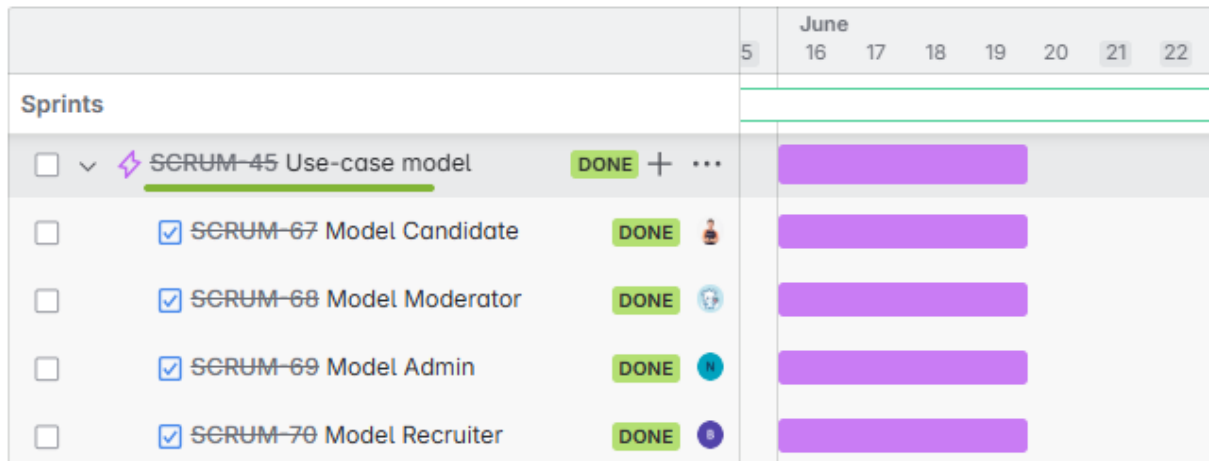 June
5 16 17 18 19 20 21 22
Sprints
SCRUM-45 Use-case model DONE
SCRUM-67 Model Candidate DONE
SCRUM-68 Model Moderator DONE
SCRUM-69 Model Admin DONE N
SCRUM-70 Model Recruiter DONE B